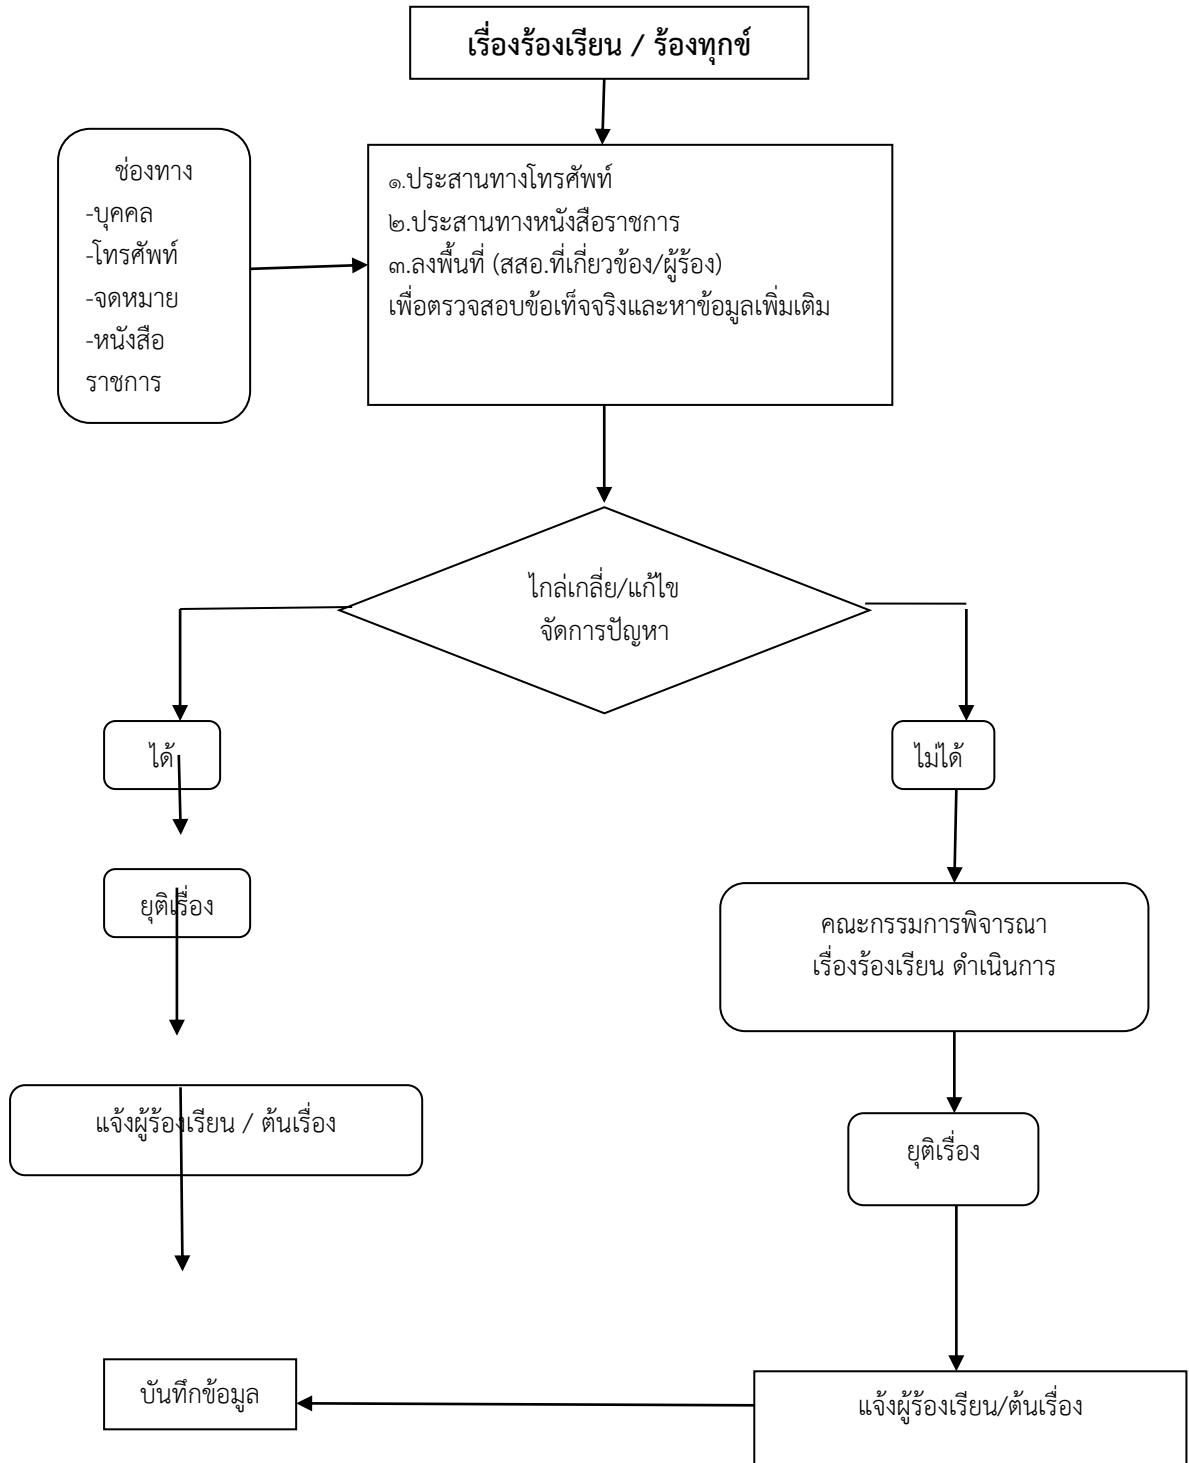 เรื่องร้องเรียน / ร้องทุกข์
ช่องทาง
-บุคคล
-โทรศัพท์
-จดหมาย
-หนังสือ
ราชการ
๑.ประสานทางโทรศัพท์
๒.ประสานทางหนังสือราชการ
๓.ลงพื้นที่ (สสอ.ที่เกี่ยวข้อง/ผู้ร้อง)
เพื่อตรวจสอบข้อเท็จจริงและหาข้อมูลเพิ่มเติม
ไกล่เกลี่ย/แก้ไข
จัดการปัญหา
ได้
ไม่ได้
ยุติเรื่อง
คณะกรรมการพิจารณา
เรื่องร้องเรียน ดำเนินการ
แจ้งผู้ร้องเรียน / ต้นเรื่อง
ยุติเรื่อง
บันทึกข้อมูล
แจ้งผู้ร้องเรียน/ต้นเรื่อง